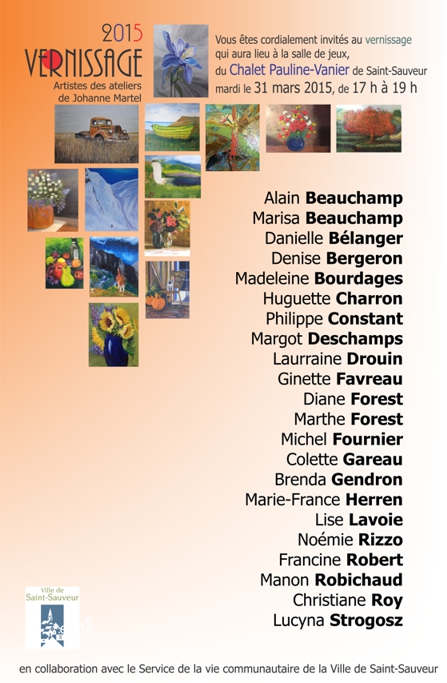 2015
VERNISSAGE
Artistes des ateliers
de Johanne Martel
Vous êtes cordialement invités au vernissage
qui aura lieu à la salle de jeux,
du Chalet Pauline-Vanier de Saint-Sauveur
mardi le 31 mars 2015, de 17 h à 19 h
Alain Beauchamp
Marisa Beauchamp
Danielle Bélanger
Denise Bergeron
Madeleine Bourdages
Huguette Charron
Philippe Constant
Margot Deschamps
Laurraine Drouin
Ginette Favreau
Diane Forest
Marthe Forest
Michel Fournier
Colette Gareau
Brenda Gendron
Marie-France Herren
Lise Lavoie
Noémie Rizzo
Francine Robert
Manon Robichaud
Christiane Roy
Lucyna Strogosz
Ville de
Saint-Sauveur
en collaboration avec le Service de la vie communautaire de la Ville de Saint-Sauveur